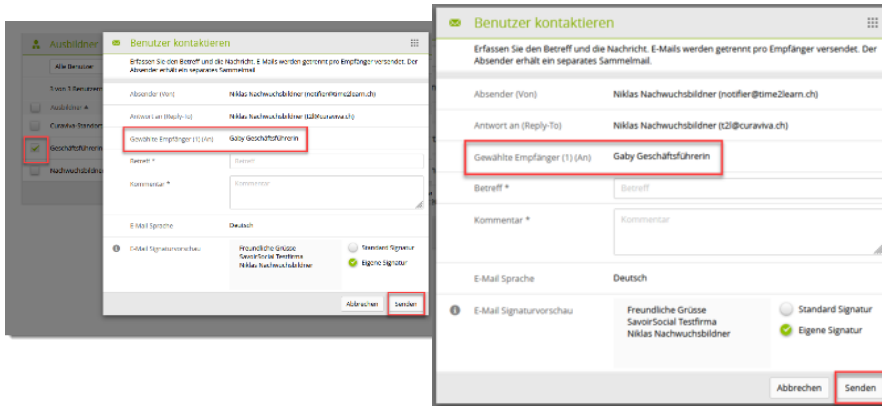 Ausbildner
Alle Benutzer
3 von 3 Benutzern
Ausbildner
Curaviva Standort
Geschäftsführerin
Nachwuchsbildner
Benutzer kontaktieren
Erfassen Sie den Betreff und die Nachricht. E-Mails werden getrennt pro Empfänger versendet. Der
Absender erhält ein separates Sammelmail.
Absender (Von) Niklas Nachwuchsbildner (notifier@time2learn.ch)
Antwort an (Reply-To) Niklas Nachwuchsbildner (t2l@curaviva.ch)
Gewählte Empfänger (1) (An) Gaby Geschäftsführerin
Betreff * Betreff
Kommentar * Kommentar
E-Mail Sprache Deutsch
E-Mail Signaturvorschau Freundliche Grüsse Standard Signatur
SavoirSocial Testfirma
Niklas Nachwuchsbildner Eigene Signatur
Abbrechen Senden
Benutzer kontaktieren
Erfassen Sie den Betreff und die Nachricht. E-Mails werden getrennt pro Empfänger versendet. Der
Absender erhält ein separates Sammelmail.
Absender (Von) Niklas Nachwuchsbildner (notifier@time2learn.ch)
Antwort an (Reply-To) Niklas Nachwuchsbildner (t2l@curaviva.ch)
Gewählte Empfänger (1) (An) Gaby Geschäftsführerin
Betreff * Betreff
Kommentar * Kommentar
E-Mail Sprache Deutsch
E-Mail Signaturvorschau Freundliche Grüsse Standard Signatur
SavoirSocial Testfirma
Niklas Nachwuchsbildner Eigene Signatur
Abbrechen Senden